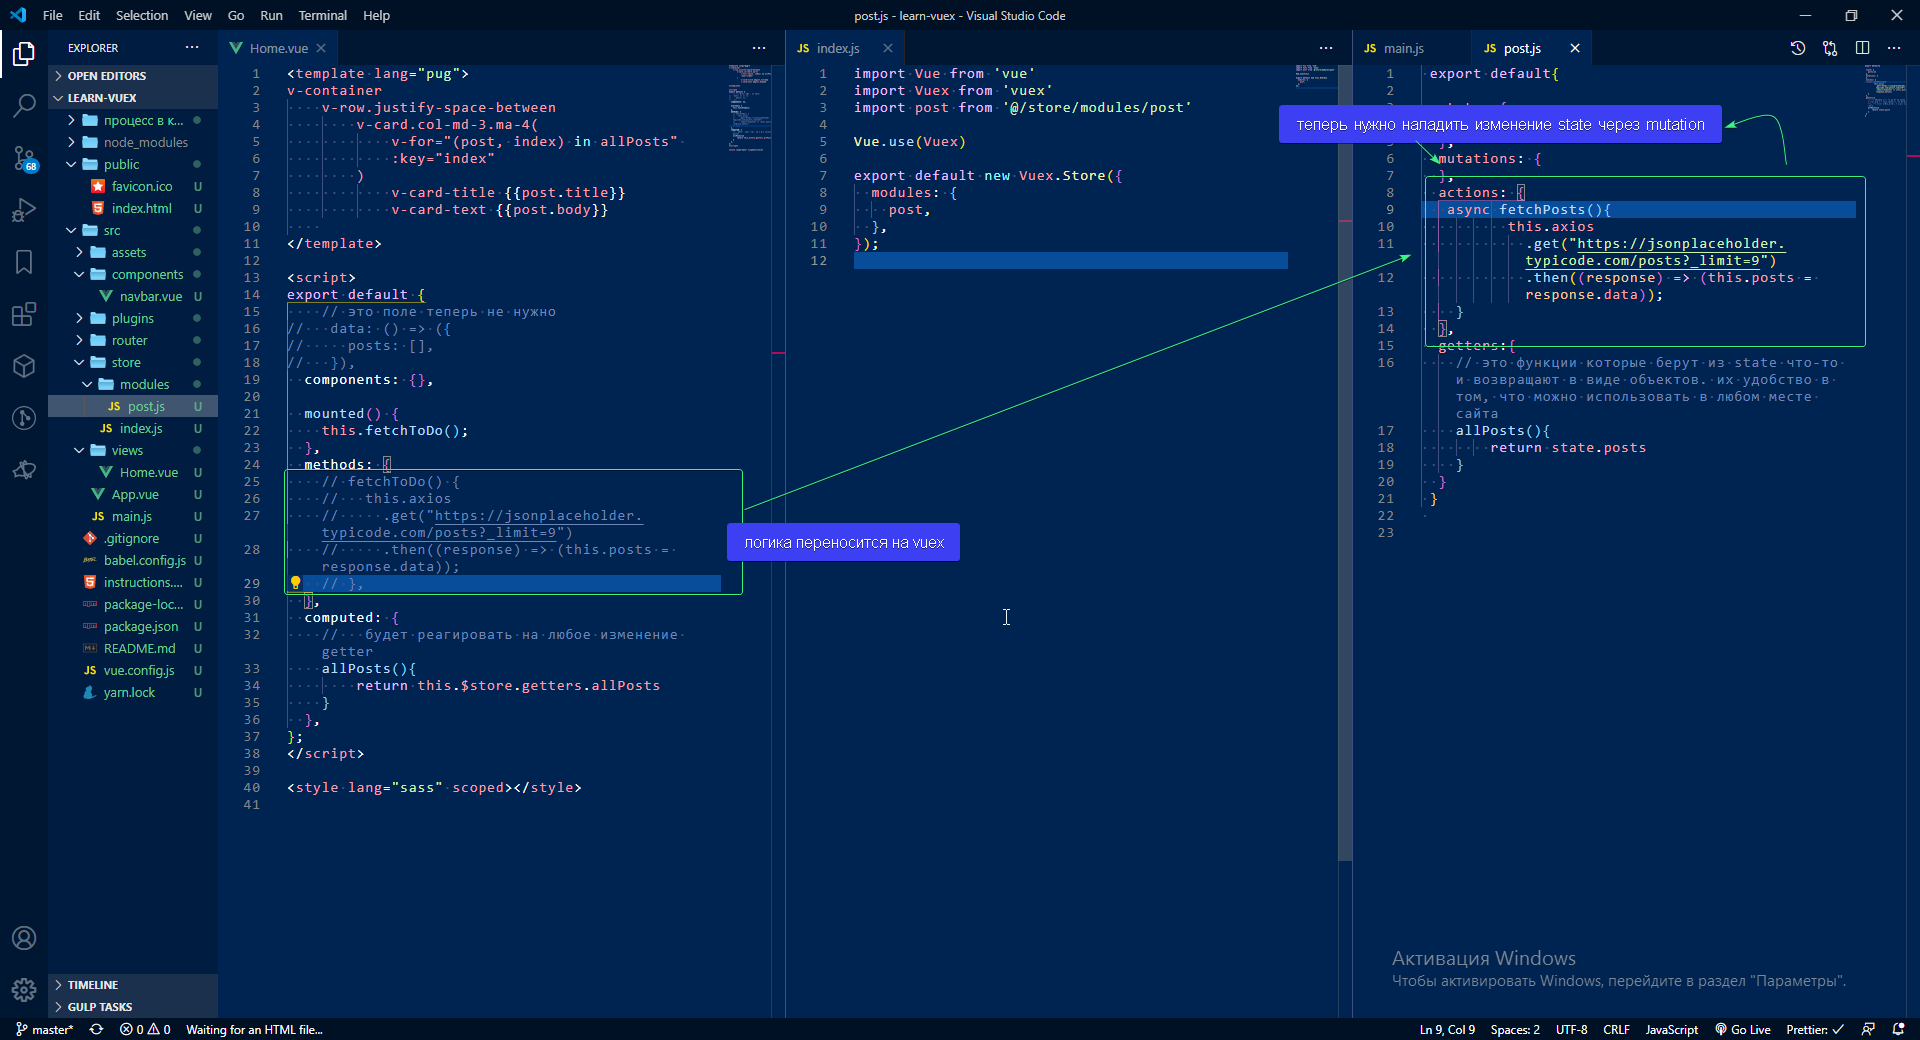 File Edit Selection View Go Run Terminal Help
post.js - learn-vuex - Visual Studio Code
EXPLORER
OPEN EDITORS
LEARN-VUEX
процесс в к...
node_modules
public
favicon.ico U
index.html U
src
assets
components
navbar.vue U
plugins
router
store
modules
post.js U
index.js U
views
Home.vue U
App.vue U
main.js U
.gitignore U
babel.config.js U
instructions.... U
package-loc... U
package.json U
README.md U
vue.config.js U
yarn.lock U
TIMELINE
GULP TASKS
68
Home.vue
1 <template lang="pug">
2 v-container
3 v-row.justify-space-between
4 v-card.col-md-3.ma-4(
5 v-for="(post, index) in allPosts"
6 :key="index"
7 )
8 v-card-title {{post.title}}
9 v-card-text {{post.body}}
10
11 </template>
12
13 <script>
14 export default {
15 // это поле теперь не нужно
16 // data: () => ({
17 // posts: [],
18 // }),
19 components: {},
20
21 mounted() {
22 this.fetchToDo();
23 },
24 methods: {
25 // fetchToDo() {
26 // this.axios
27 // .get("https://jsonplaceholder.
typicode.com/posts?_limit=9")
28 // .then((response) => (this.posts =
response.data));
29 // },
30 },
31 computed: {
32 // будет реагировать на любое изменение
getter
33 allPosts(){
34 return this.$store.getters.allPosts
35 }
36 },
37 };
38 </script>
39
40 <style lang="sass" scoped></style>
41
логика переносится на vuex
JS index.js
1 import Vue from 'vue'
2 import Vuex from 'vuex'
3 import post from '@/store/modules/post'
4
5 Vue.use(Vuex)
6
7 export default new Vuex.Store({
8 modules: {
9 post,
10 },
11 });
12
JS main.js
JS post.js
1 export default{
2
теперь нужно наладить изменение state через mutation
6 mutations: {
7 },
8 actions: {
9 async fetchPosts(){
10 this.axios
11 .get("https://jsonplaceholder.
typicode.com/posts?_limit=9")
12 .then((response) => (this.posts =
response.data));
13 }
14 },
15 getters:{
16 // это функции которые берут из state что-то
и возвращают в виде объектов. их удобство в
том, что можно использовать в любом месте
сайта
17 allPosts(){
18 return state.posts
19 }
20 }
21 }
22
23
Активация Windows
Чтобы активировать Windows, перейдите в раздел "Параметры".
master* 0 0 Waiting for an HTML file...
Ln 9, Col 9 Spaces: 2 UTF-8 CRLF JavaScript Go Live Prettier: